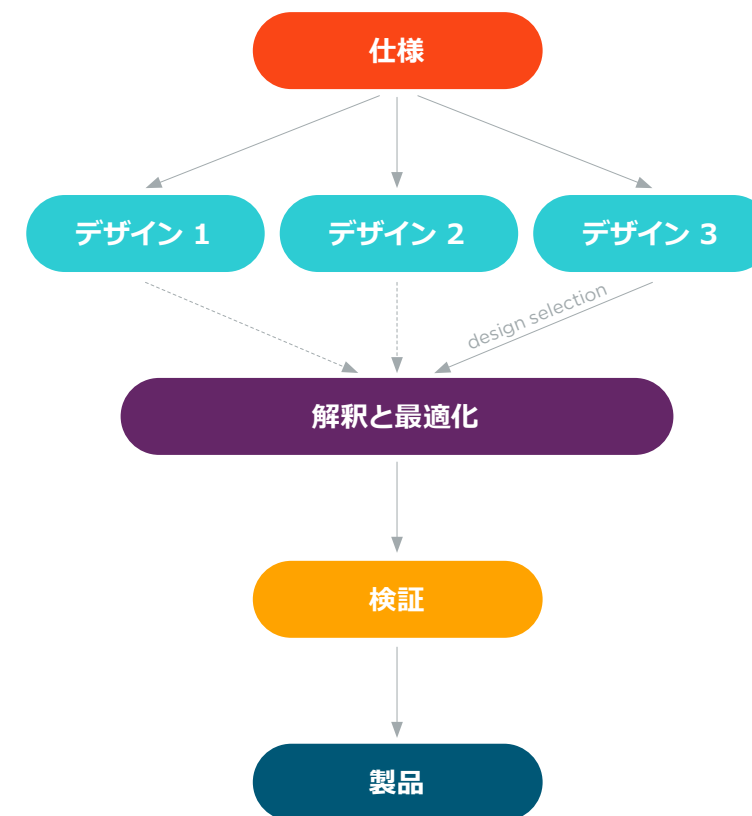 仕様
デザイン 1
デザイン 2
デザイン 3
design selection
解釈と最適化
検証
製品